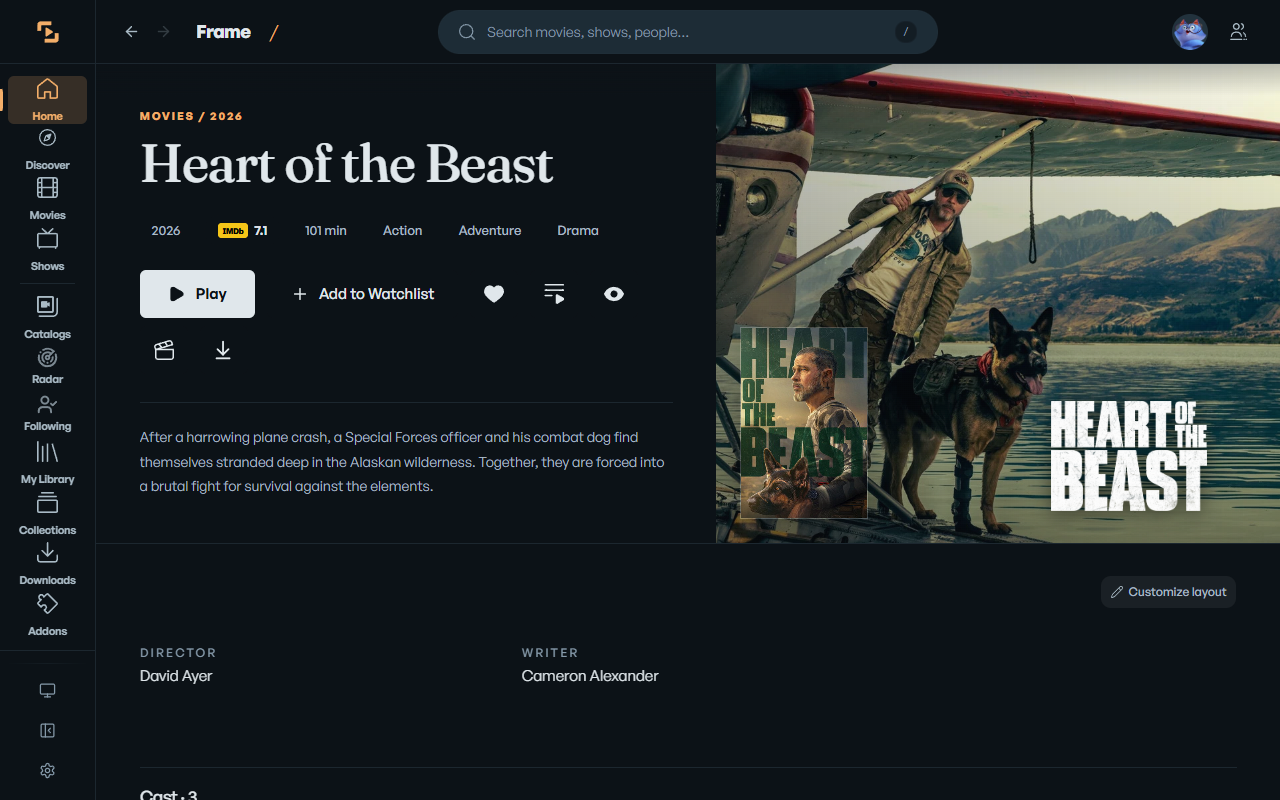 Frame /
Search movies, shows, people...
/
Home
Discover
Movies
Shows
Catalogs
Radar
Following
My Library
Collections
Downloads
Addons
MOVIES / 2026
Heart of the Beast
2026 IMDb 7.1 101 min Action Adventure Drama
Play
Add to Watchlist
After a harrowing plane crash, a Special Forces officer and his combat dog find
themselves stranded deep in the Alaskan wilderness. Together, they are forced into
a brutal fight for survival against the elements.
HEART
OF
THE
BEAST
HEART OF
THE
BEAST
Customize layout
DIRECTOR
David Ayer
WRITER
Cameron Alexander
Cast · 3